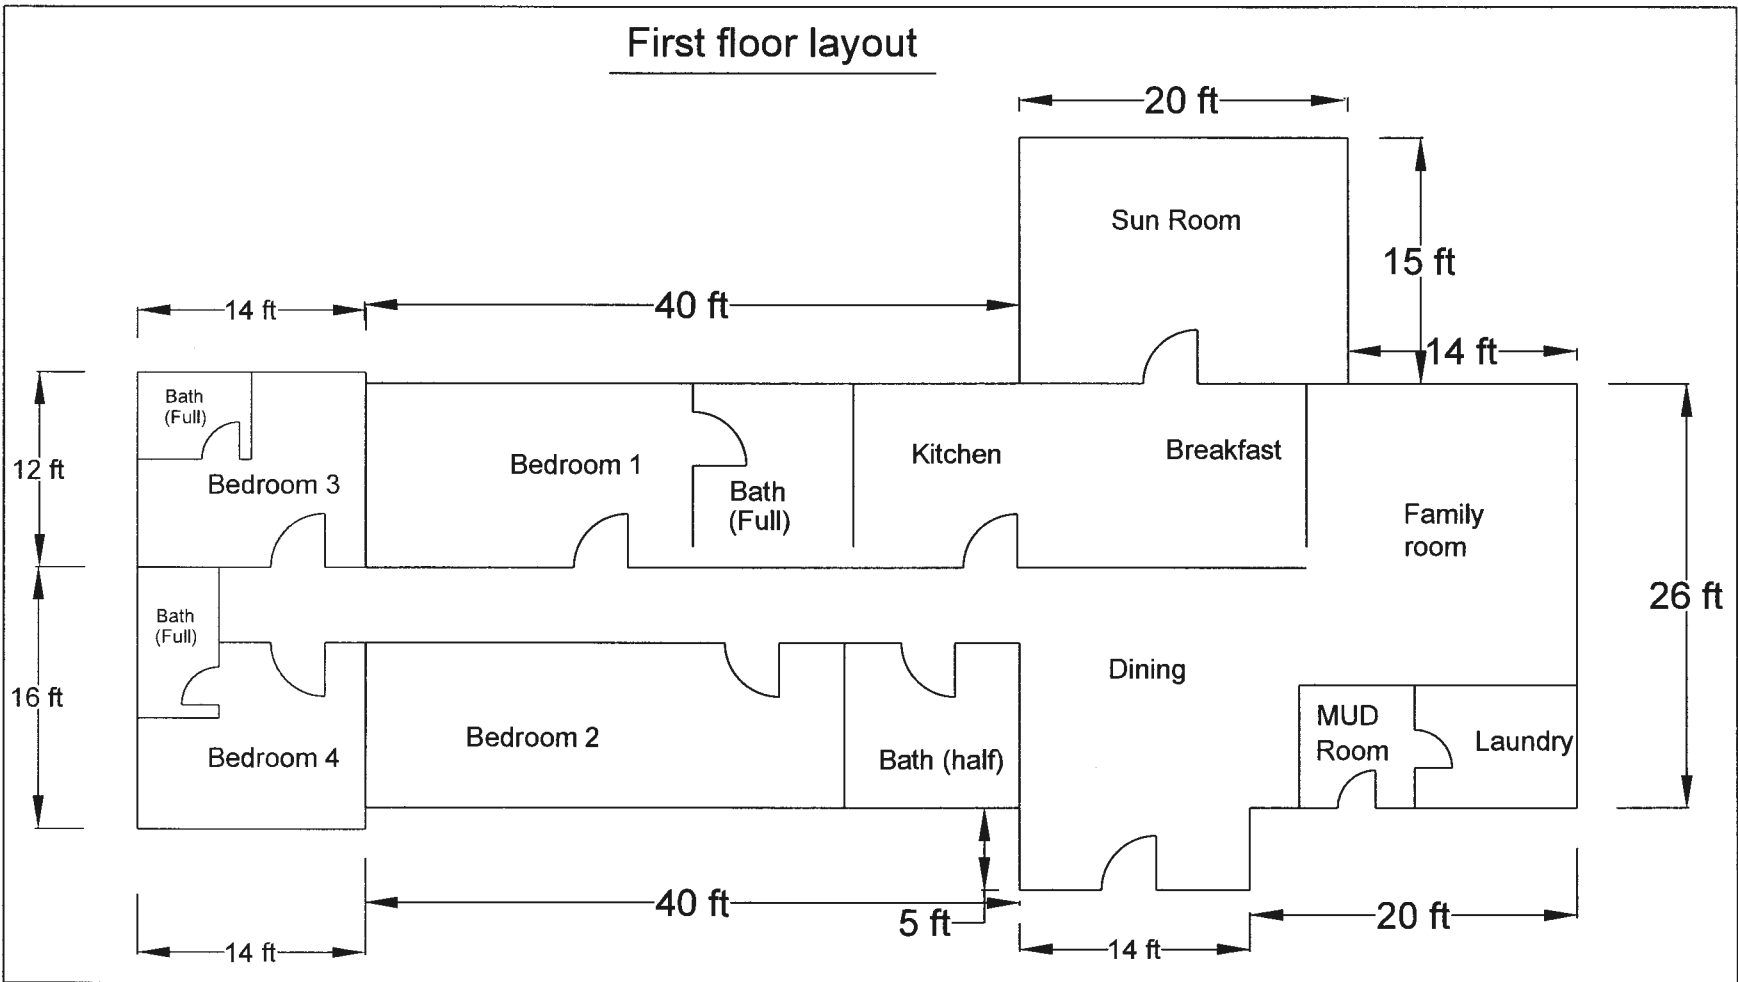 First floor layout
20 ft
Sun Room
15 ft
14 ft
40 ft
14 ft
Bath
(Full)
12 ft
Bedroom 3
Bedroom 1
Bath
(Full)
Kitchen
Breakfast
Family
room
26 ft
Bath
(Full)
16 ft
Bedroom 4
Bedroom 2
Bath (half)
Dining
MUD
Room
Laundry
40 ft
5 ft
20 ft
14 ft
14 ft